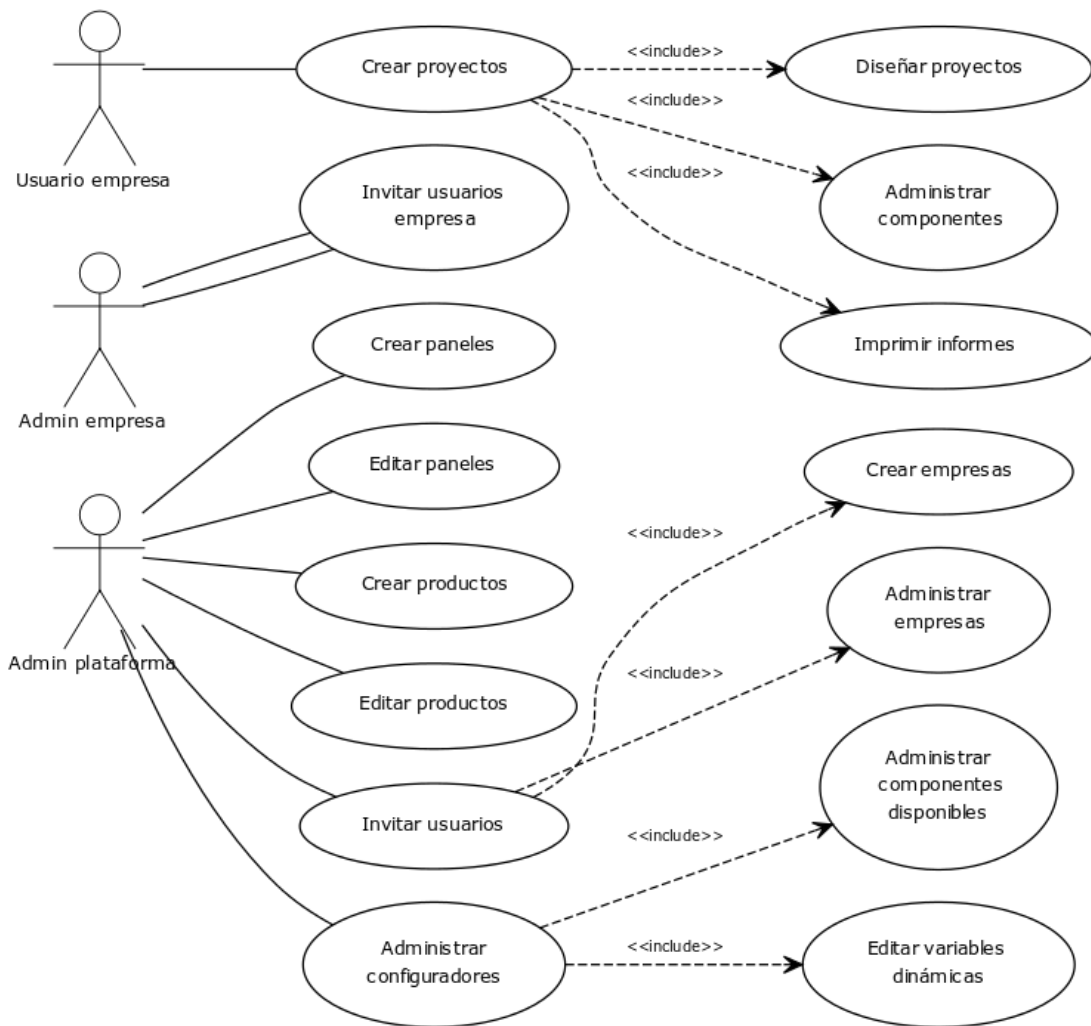 Crear proyectos
<<include>>
Diseñar proyectos
<<include>>
Usuario empresa
Invitar usuarios
empresa
<<include>>
Administrar
componentes
Crear paneles
Imprimir informes
Admin empresa
Editar paneles
Crear empresas
<<include>>
Crear productos
Administrar
empresas
Admin plataforma
<<include>>
Editar productos
Administrar
componentes
disponibles
Invitar usuarios
<<include>>
Administrar
configuradores
<<include>>
Editar variables
dinámicas